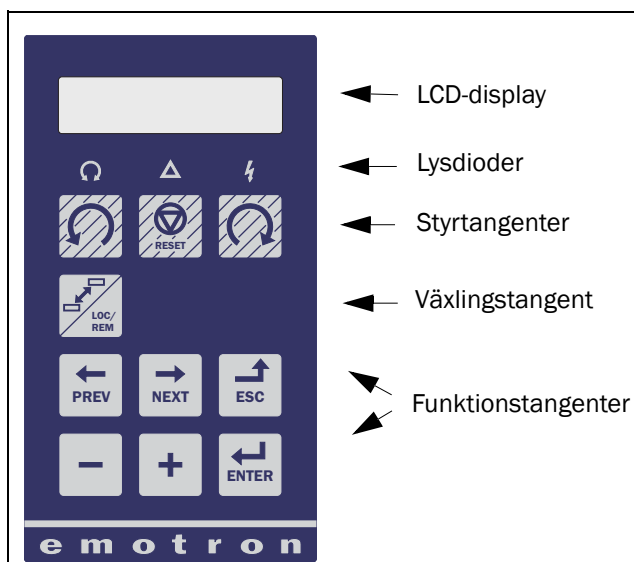 LCD-display
Lysdioder
RESET
Styrtangenter
LOC/
REM
Växlingstangent
PREV NEXT ESC
Funktionstangenter
− + ENTER
emotron